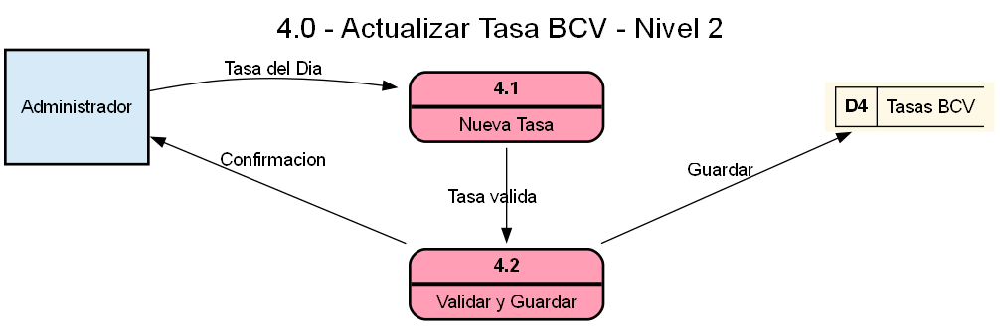 4.0 - Actualizar Tasa BCV - Nivel 2
Tasa del Dia
4.1
Administrador
Nueva Tasa
D4 Tasas BCV
Confirmacion
Guardar
Tasa valida
4.2
Validar y Guardar